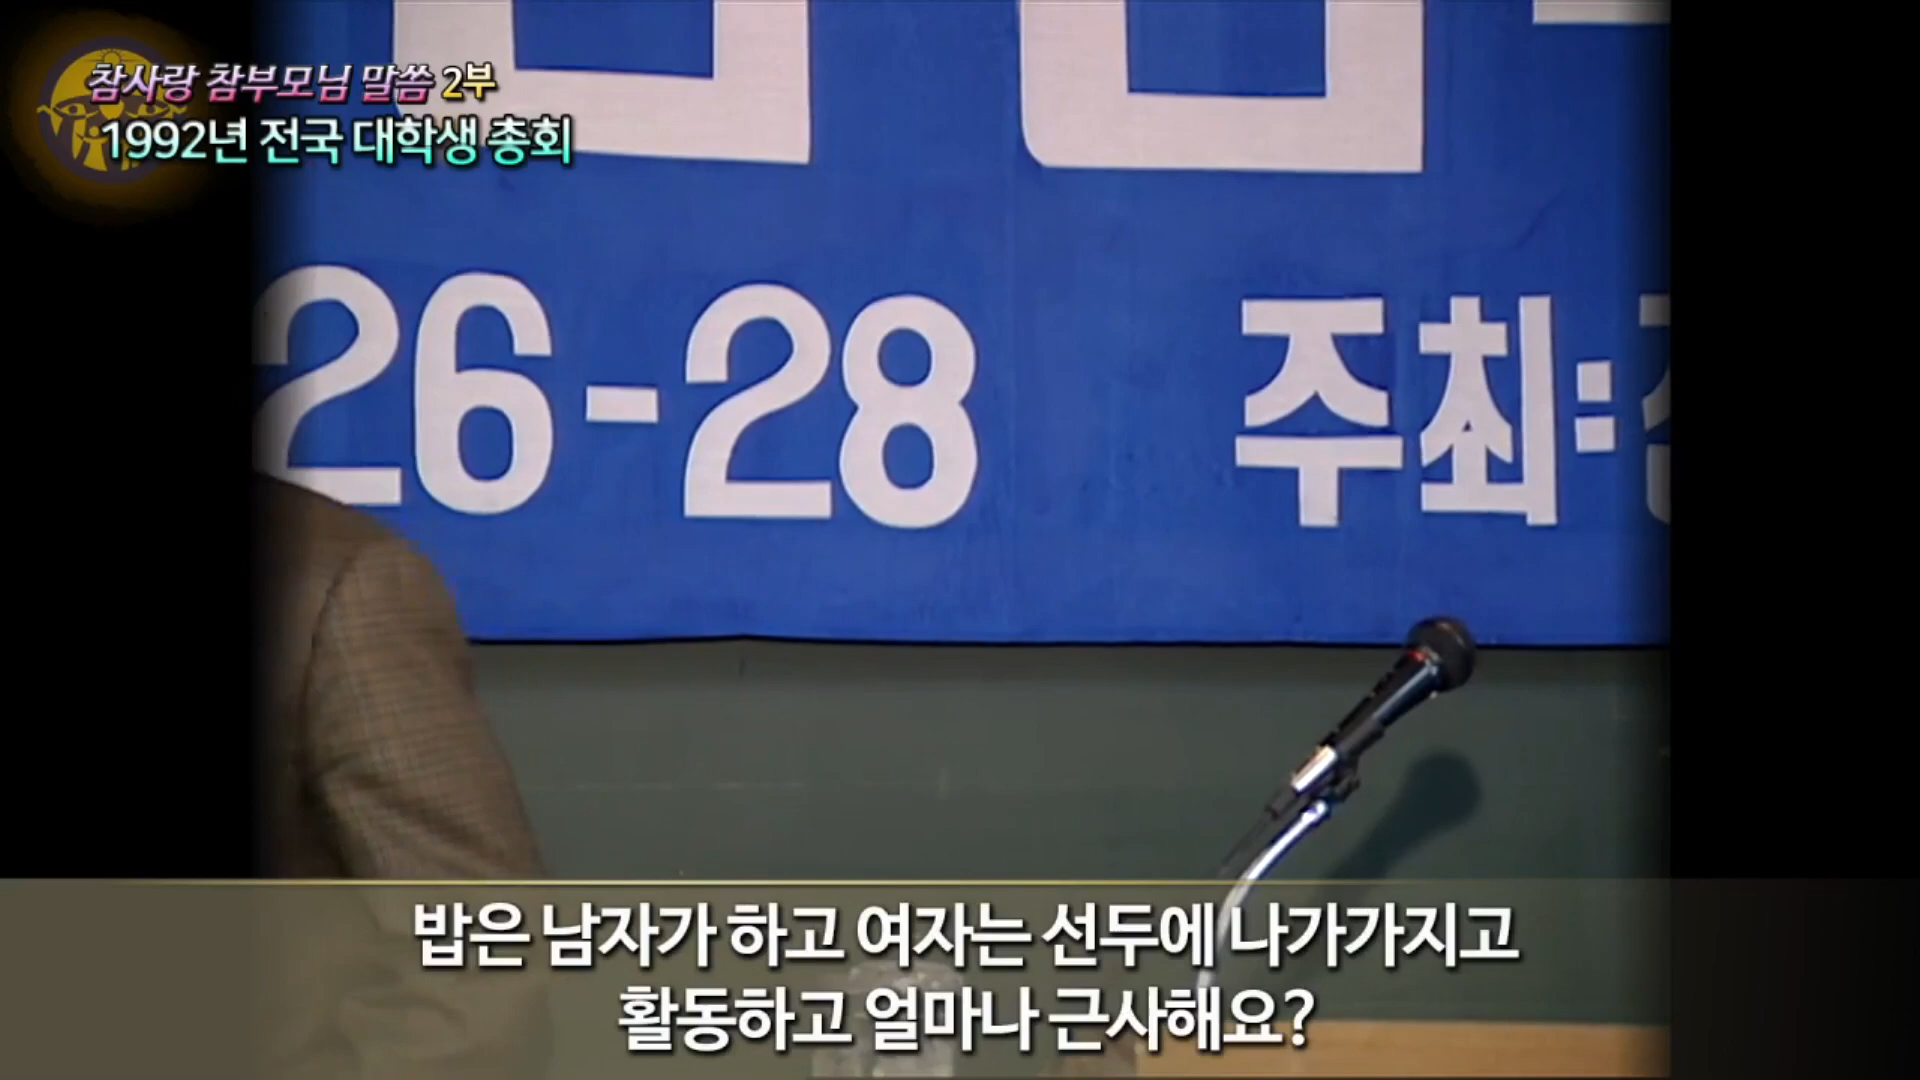 참사랑 참부모님 말씀 2부
1992년 전국 대학생 총회
26-28 주최:
밥은 남자가 하고 여자는 선두에 나가가지고
활동하고 얼마나 근사해요?